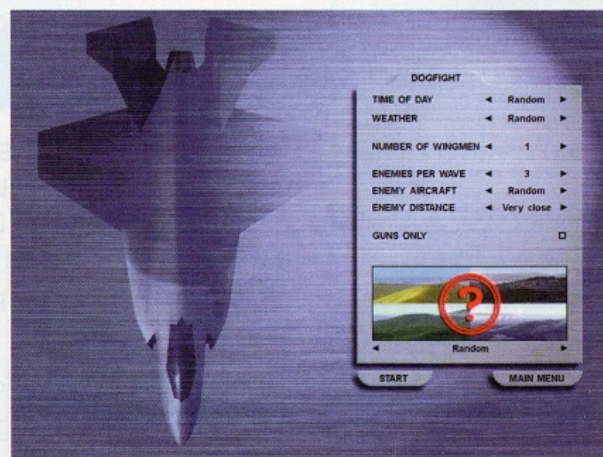 DOGFIGHT
TIME OF DAY ◄ Random ►
WEATHER ◄ Random ►
NUMBER OF WINGMEN ◄ 1 ►
ENEMIES PER WAVE ◄ 3 ►
ENEMY AIRCRAFT ◄ Random ►
ENEMY DISTANCE ◄ Very close ►
GUNS ONLY
?
◄ Random ►
START MAIN MENU